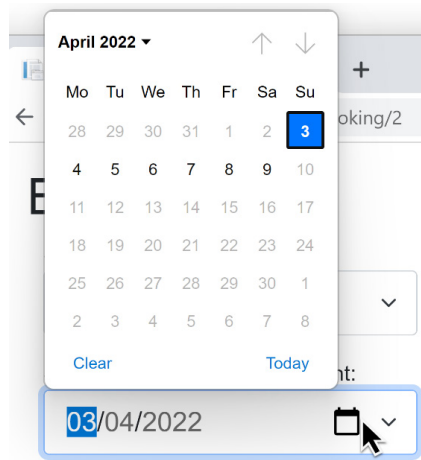 April 2022
Mo Tu We Th Fr Sa Su
28 29 30 31 1 2 3
4 5 6 7 8 9 10
11 12 13 14 15 16 17
18 19 20 21 22 23 24
25 26 27 28 29 30 1
2 3 4 5 6 7 8
Clear Today
03/04/2022
oking/2
nt: